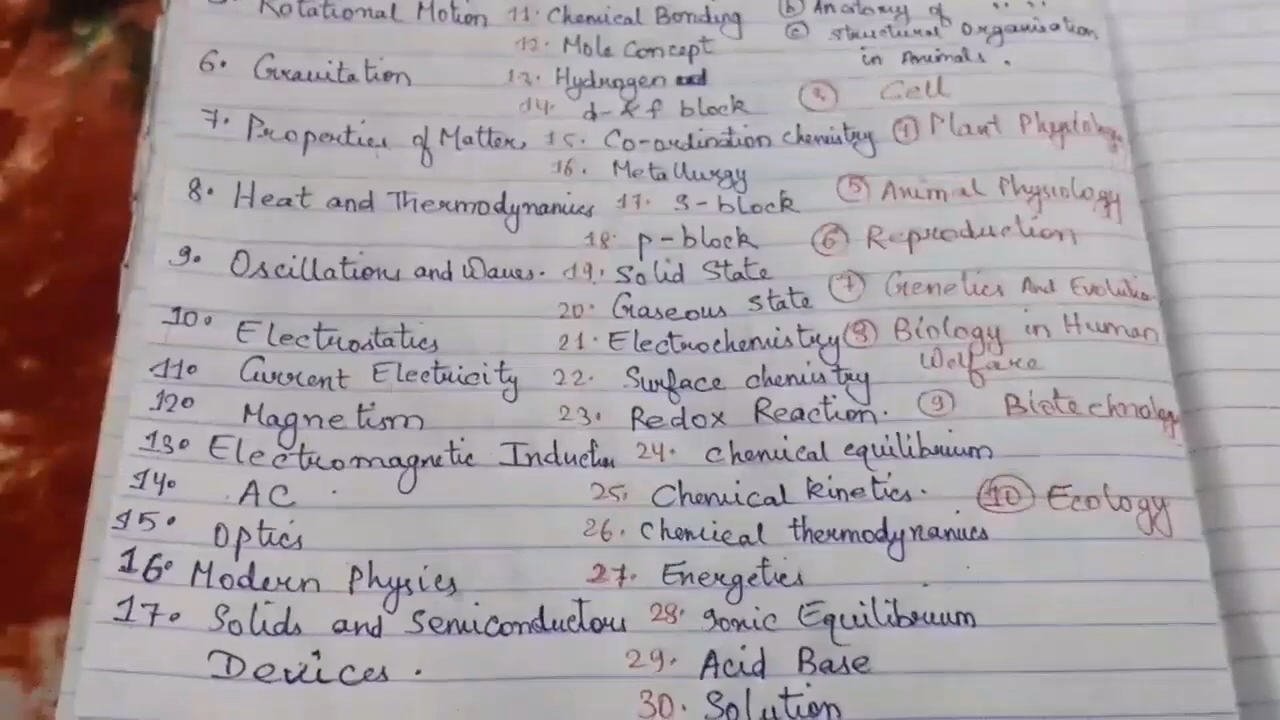 Rotational Motion 11. Chemical Bonding (b) Anatomy of
12. Mole Concept (c) structural organisation
in Animals.
6. Gravitation 13. Hydrogen
14. d- & f block (3) Cell
7. Properties of Matter 15. Co-ordination chemistry (4) Plant Physiology
16. Metallurgy
8. Heat and Thermodynamics 17. S-block (5) Animal Physiology
18. p-block (6) Reproduction
9. Oscillations and Waves. 19. Solid State
20. Gaseous State (7) Genetics And Evolution
10. Electrostatics 21. Electrochemistry (8) Biology in Human
Welfare
11. Current Electricity 22. Surface chemistry
12. Magnetism 23. Redox Reaction. (9) Biotechnology
13. Electromagnetic Induction 24. chemical equilibrium
14. AC. 25. Chemical kinetics. (10) Ecology
15. Optics 26. Chemical thermodynamics
16. Modern Physics 27. Energetics
17. Solids and Semiconductors 28. Ionic Equilibrium
Devices. 29. Acid Base
30. Solution